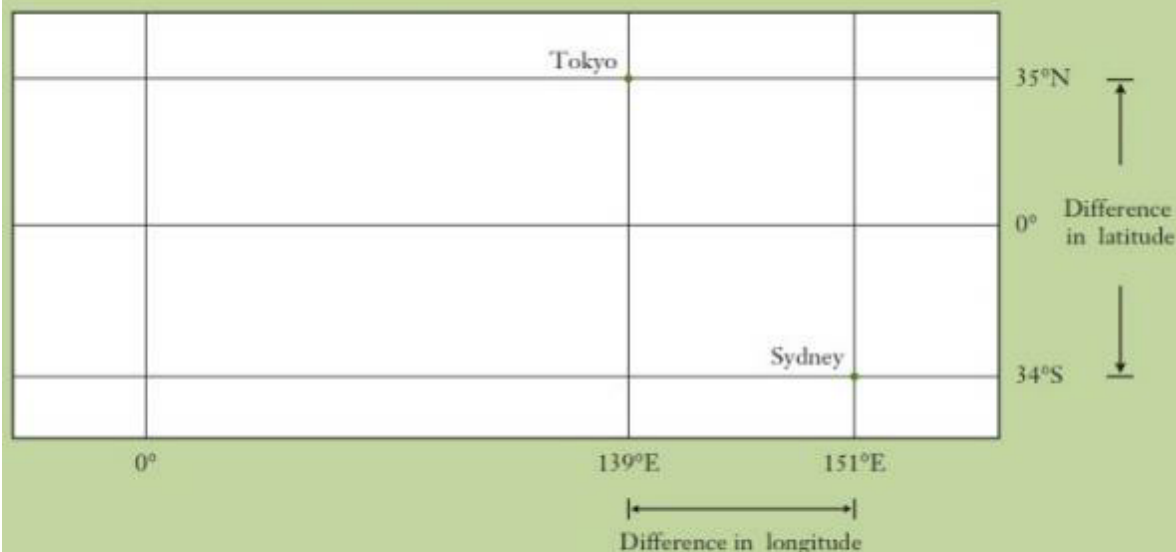 Tokyo
35°N
0°
Difference
in latitude
Sydney
34°S
0°
139°E
151°E
Difference in longitude